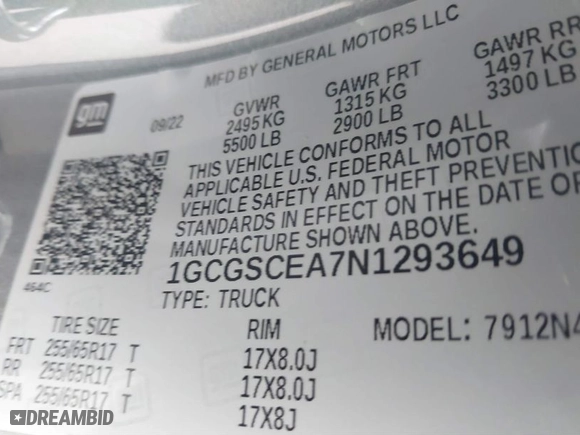 MFD BY GENERAL MOTORS LLC
gm
09/22
GVWR
2495 KG
5500 LB
GAWR FRT
1315 KG
2900 LB
GAWR RR
1497 KG
3300 LB
THIS VEHICLE CONFORMS TO ALL
APPLICABLE U.S. FEDERAL MOTOR
VEHICLE SAFETY AND THEFT PREVENTIO
STANDARDS IN EFFECT ON THE DATE OF
MANUFACTURE SHOWN ABOVE.
464C
1GCGSCEA7N1293649
TYPE: TRUCK
MODEL: 7912N4
TIRE SIZE RIM
FRT 255/65R17 T 17X8.0J
RR 255/65R17 T 17X8.0J
SPA 255/65R17 T 17X8J
DREAMBID